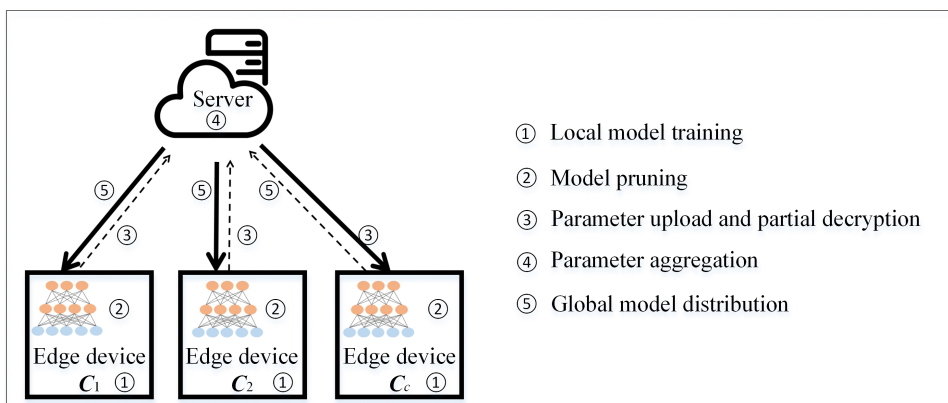 Server
④
⑤ ⑤ ⑤
③ ③ ③
② ② ②
Edge device Edge device Edge device
C1 ① C2 ① Cc ①
① Local model training
② Model pruning
③ Parameter upload and partial decryption
④ Parameter aggregation
⑤ Global model distribution